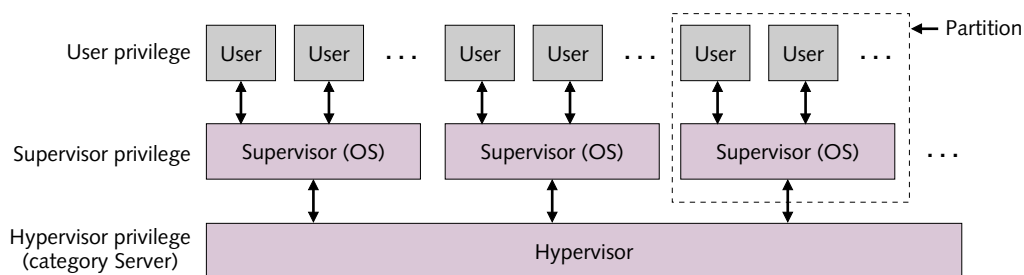 User privilege User User ... User User ... User User ... Partition
Supervisor privilege Supervisor (OS) Supervisor (OS) Supervisor (OS) ...
Hypervisor privilege
(category Server) Hypervisor